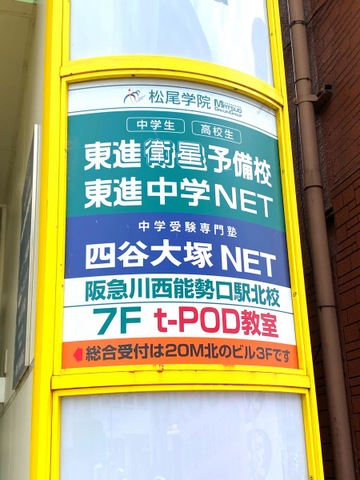 松尾学院 MATSUO
中学生 高校生
東進衛星予備校
東進中学NET
中学受験専門塾
四谷大塚NET
阪急川西能勢口駅北校
7F t-POD教室
◀総合受付は20M北のビル3Fです